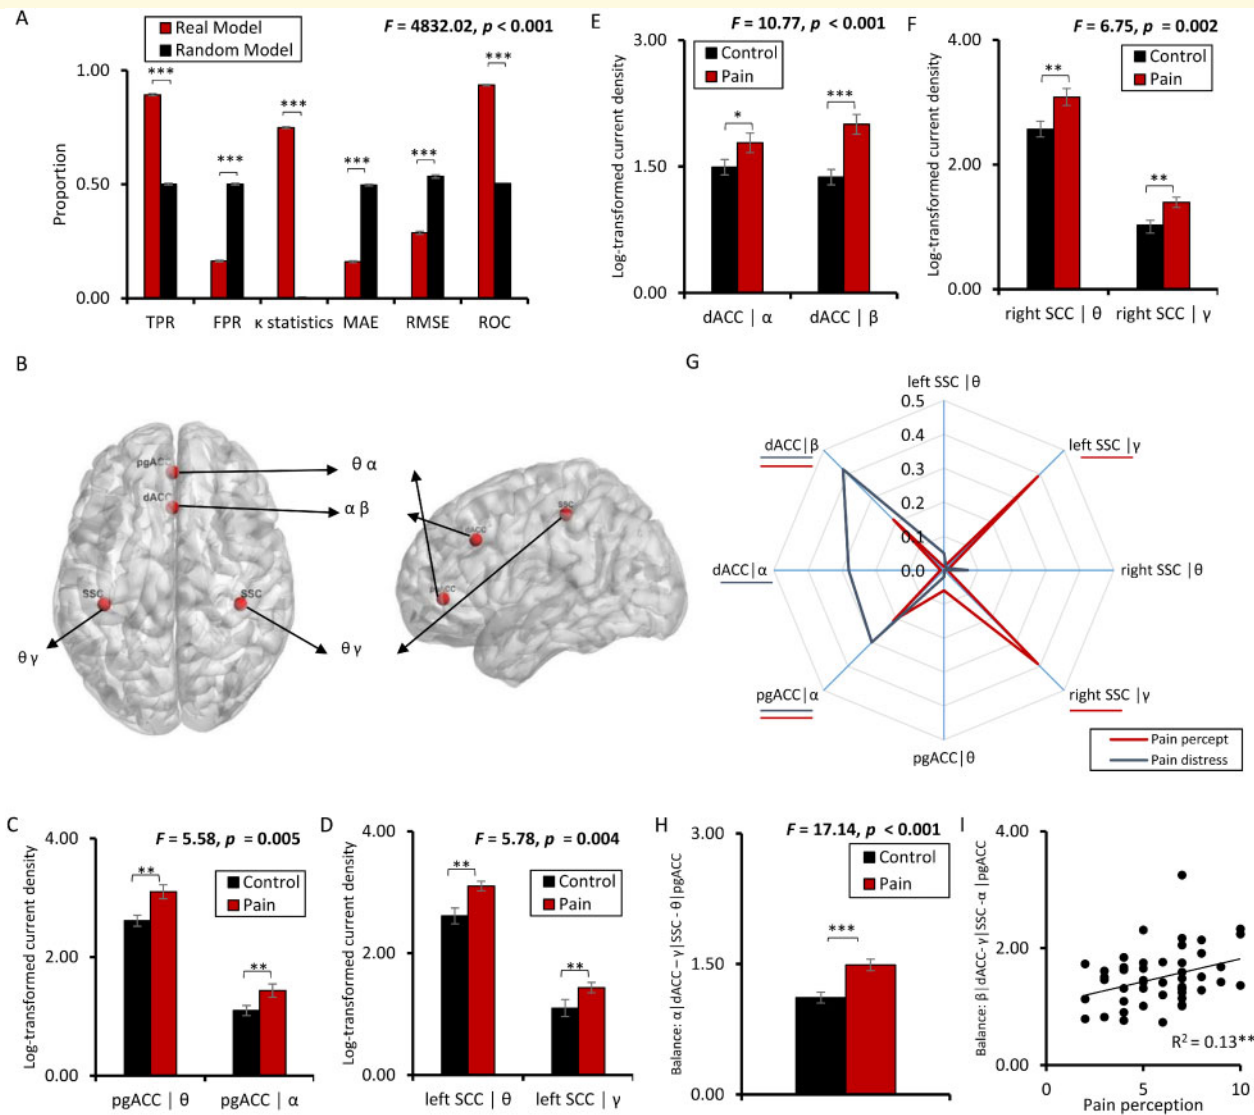 A
Real Model
Random Model
F = 4832.02, p < 0.001
Proportion
1.00
0.50
0.00
***
***
***
***
***
***
TPR
FPR
κ statistics
MAE
RMSE
ROC
E
F = 10.77, p < 0.001
Control
Pain
Log-transformed current density
3.00
1.50
0.00
*
***
dACC | α
dACC | β
F
F = 6.75, p = 0.002
Control
Pain
Log-transformed current density
4.00
2.00
0.00
**
**
right SCC | θ
right SCC | γ
B
pgACC
dACC
SSC
SSC
θ α
α β
θ γ
θ γ
SSC
dACC
pgACC
G
left SSC | θ
left SSC | γ
right SSC | θ
right SSC | γ
pgACC | θ
pgACC | α
dACC | α
dACC | β
0.5
0.4
0.3
0.2
0.1
0.0
Pain percept
Pain distress
C
F = 5.58, p = 0.005
Control
Pain
Log-transformed current density
4.00
2.00
0.00
**
**
pgACC | θ
pgACC | α
D
F = 5.78, p = 0.004
Control
Pain
Log-transformed current density
4.00
2.00
0.00
**
**
left SCC | θ
left SCC | γ
H
F = 17.14, p < 0.001
Control
Pain
Balance: α|dACC – γ|SSC - θ|pgACC
3.00
1.50
0.00
***
I
Balance: β|dACC- γ|SSC-α |pgACC
4.00
2.00
0.00
R² = 0.13**
0
5
10
Pain perception